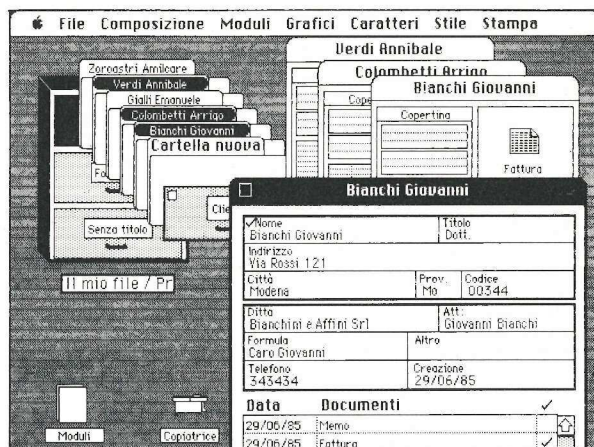 File Composizione Moduli Grafici Caratteri Stile Stampa
Verdi Annibale
Colombetti Arrigo
Bianchi Giovanni
Copertina
Fattura
Zoroastri Amilcare
Verdi Annibale
Gialli Emanuele
Colombetti Arrigo
Bianchi Giovanni
Cartella nuova
Fo
Clie
Senza titolo
Il mio file / Pr
Bianchi Giovanni
✓Nome Titolo
Bianchi Giovanni Dott.
Indirizzo
Via Rossi 121
Città Prov. Codice
Modena Mo 00344
Ditta Att:
Bianchini e Affini Srl Giovanni Bianchi
Formula Altro
Caro Giovanni
Telefono Creazione
343434 29/06/85
Data Documenti ✓
29/06/85 Memo
29/06/85 Fattura ✓
Moduli
Copiatrice